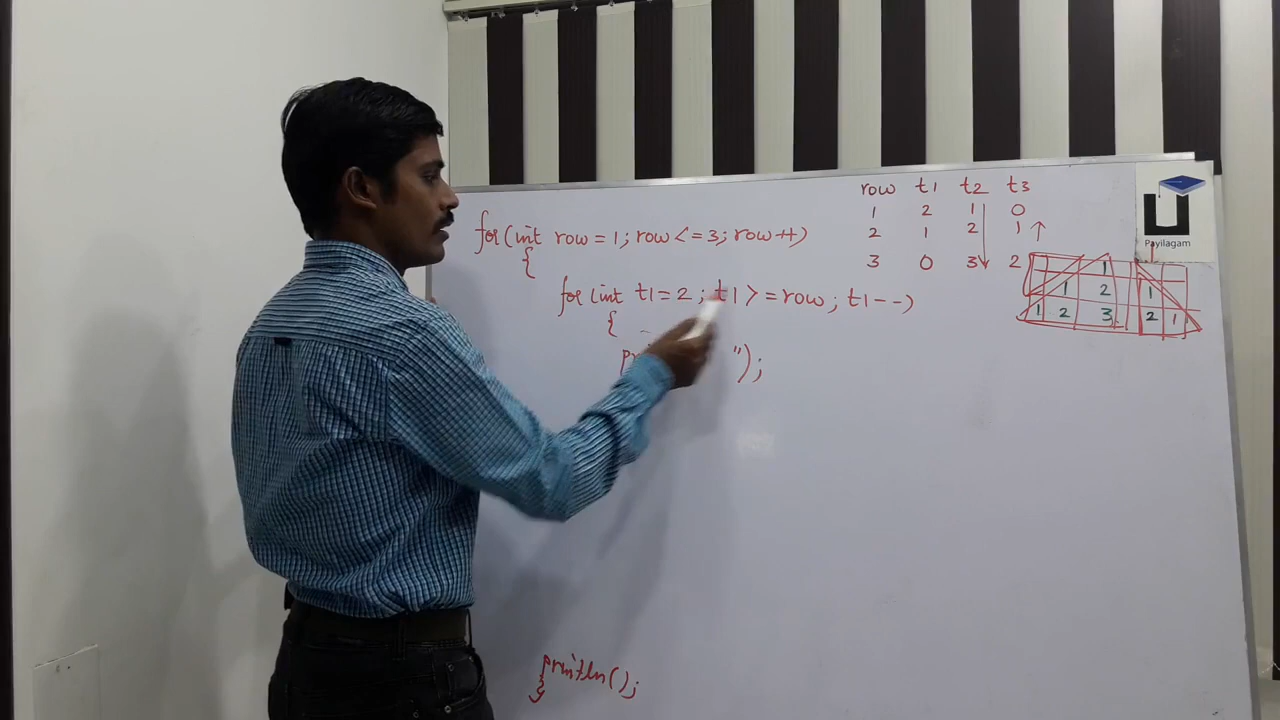 row t1 t2 t3
1 2 1 0
2 1 2 1
3 0 3 2
Payilagam
1
1 2 1
1 2 3 2 1
for(int row=1; row<=3; row++)
{
for(int t1=2; t1>=row; t1--)
{
");
println();
}